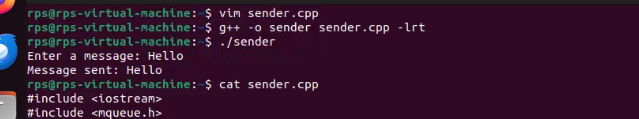 rps@rps-virtual-machine:~$ vim sender.cpp
rps@rps-virtual-machine:~$ g++ -o sender sender.cpp -lrt
rps@rps-virtual-machine:~$ ./sender
Enter a message: Hello
Message sent: Hello
rps@rps-virtual-machine:~$ cat sender.cpp
#include <iostream>
#include <mqueue.h>